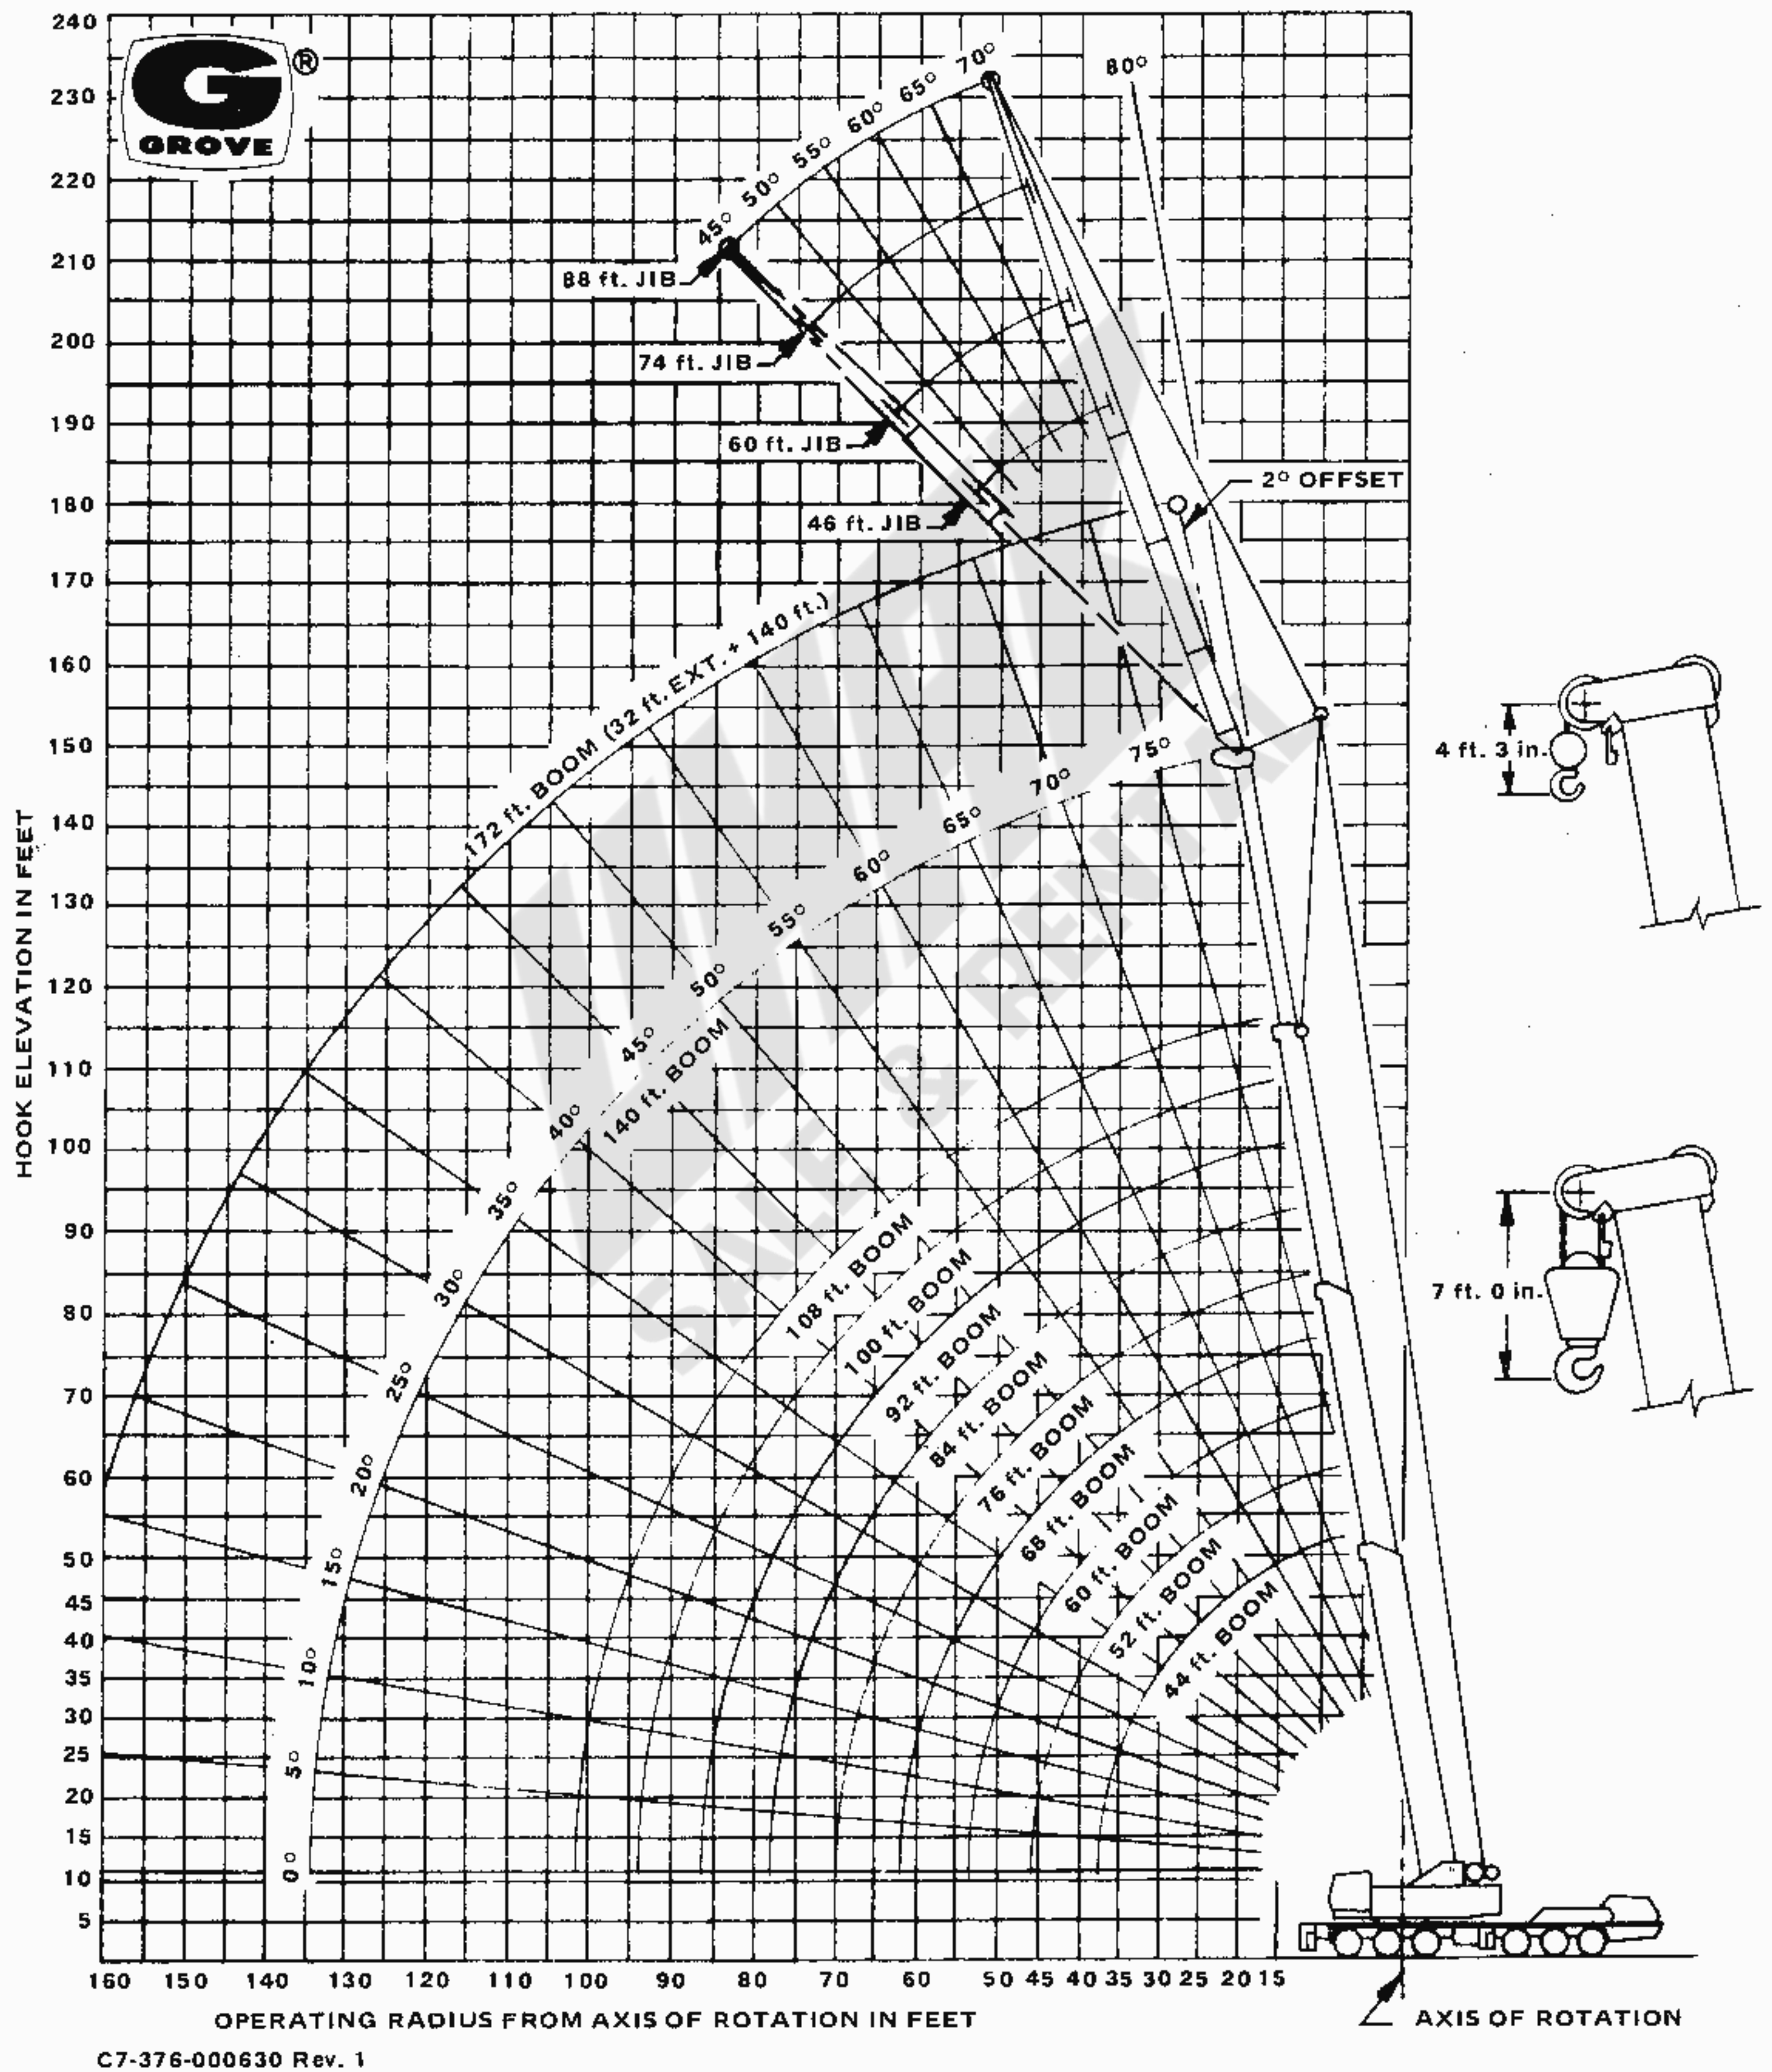 240
230
220
210
200
190
180
170
160
150
140
130
120
110
100
90
80
70
60
50
45
40
35
30
25
20
15
10
5
HOOK ELEVATION IN FEET
G
®
GROVE
45° 50° 55° 60° 65° 70°
80°
88 ft. JIB
74 ft. JIB
60 ft. JIB
46 ft. JIB
2° OFFSET
172 ft. BOOM (32 ft. EXT. + 140 ft.)
75°
70°
65°
60°
55°
50°
45°
40°
35°
30°
25°
20°
15°
10°
5°
0°
140 ft. BOOM
108 ft. BOOM
100 ft. BOOM
92 ft. BOOM
84 ft. BOOM
76 ft. BOOM
68 ft. BOOM
60 ft. BOOM
52 ft. BOOM
44 ft. BOOM
SALE & RENTAL
4 ft. 3 in.
7 ft. 0 in.
160 150 140 130 120 110 100 90 80 70 60 50 45 40 35 30 25 20 15
OPERATING RADIUS FROM AXIS OF ROTATION IN FEET
AXIS OF ROTATION
C7-376-000630 Rev. 1